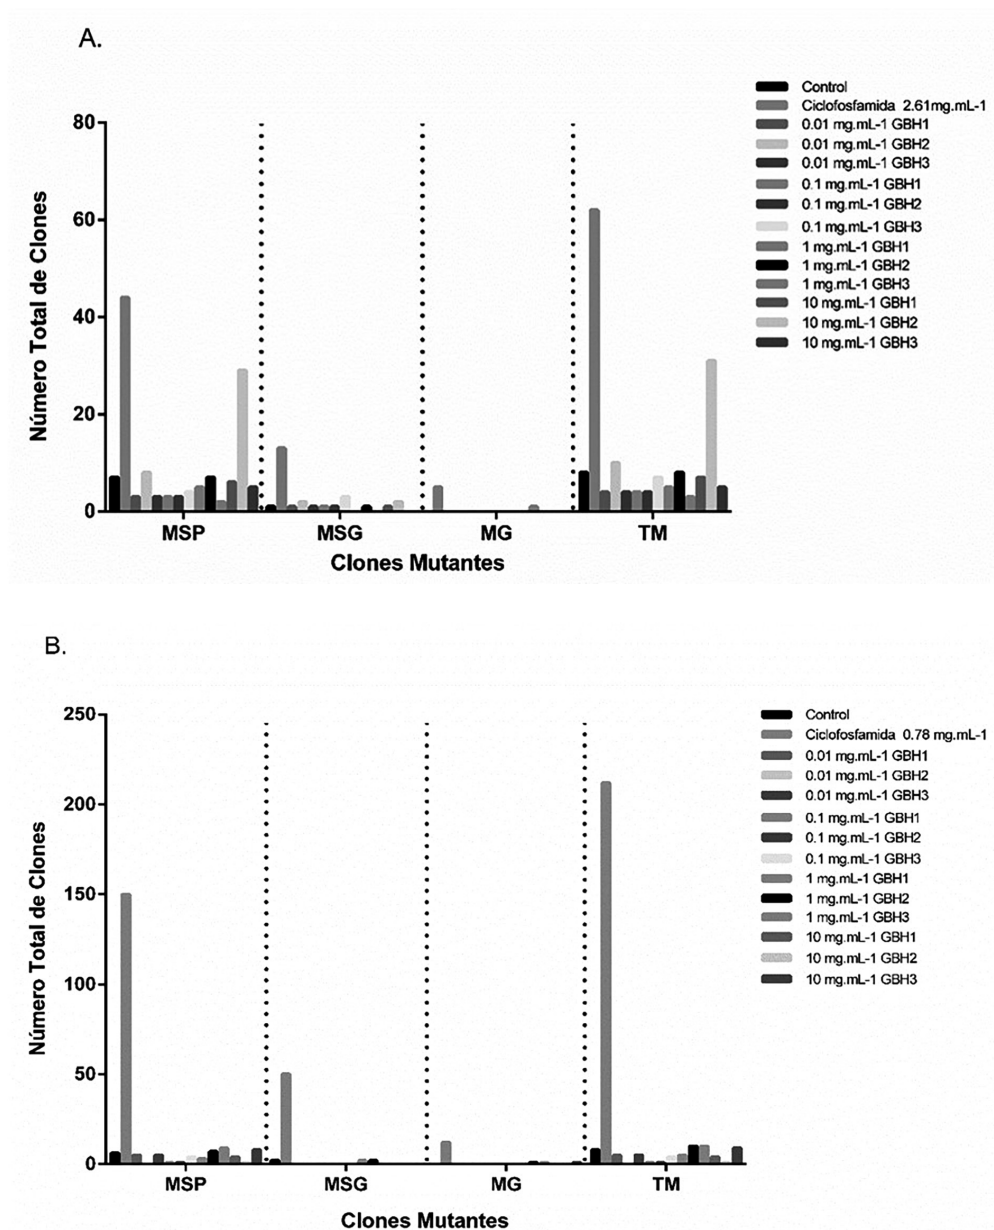 A.
Control
Ciclofosfamida 2.61mg.mL-1
0.01 mg.mL-1 GBH1
0.01 mg.mL-1 GBH2
0.01 mg.mL-1 GBH3
0.1 mg.mL-1 GBH1
0.1 mg.mL-1 GBH2
0.1 mg.mL-1 GBH3
1 mg.mL-1 GBH1
1 mg.mL-1 GBH2
1 mg.mL-1 GBH3
10 mg.mL-1 GBH1
10 mg.mL-1 GBH2
10 mg.mL-1 GBH3
Número Total de Clones
80
60
40
20
0
MSP MSG MG TM
Clones Mutantes
B.
Control
Ciclofosfamida 0.78 mg.mL-1
0.01 mg.mL-1 GBH1
0.01 mg.mL-1 GBH2
0.01 mg.mL-1 GBH3
0.1 mg.mL-1 GBH1
0.1 mg.mL-1 GBH2
0.1 mg.mL-1 GBH3
1 mg.mL-1 GBH1
1 mg.mL-1 GBH2
1 mg.mL-1 GBH3
10 mg.mL-1 GBH1
10 mg.mL-1 GBH2
10 mg.mL-1 GBH3
Número Total de Clones
250
200
150
100
50
0
MSP MSG MG TM
Clones Mutantes